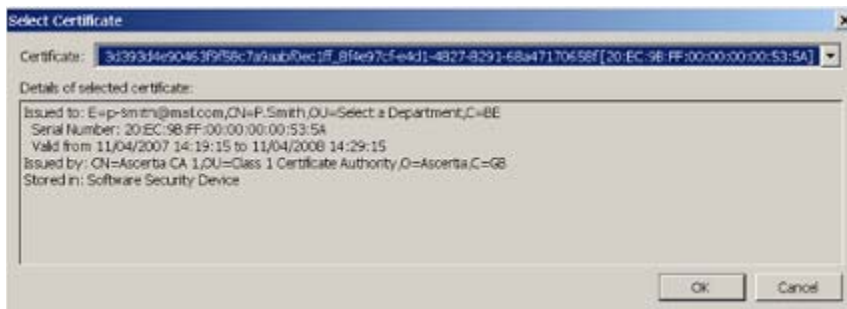 Select Certificate
Certificate: 3d393d4e90463f9f58c7a9aabf0ec1ff_8f4e97cf-e4d1-4827-8291-68a47170658f[20:EC:9B:FF:00:00:00:00:53:5A]
Details of selected certificate:
Issued to: E=p-smith@mail.com,CN=P.Smith,OU=Select a Department,C=BE
Serial Number: 20:EC:9B:FF:00:00:00:00:53:5A
Valid from 11/04/2007 14:19:15 to 11/04/2008 14:29:15
Issued by: CN=Ascertia CA 1,OU=Class 1 Certificate Authority,O=Ascertia,C=GB
Stored in: Software Security Device
OK Cancel